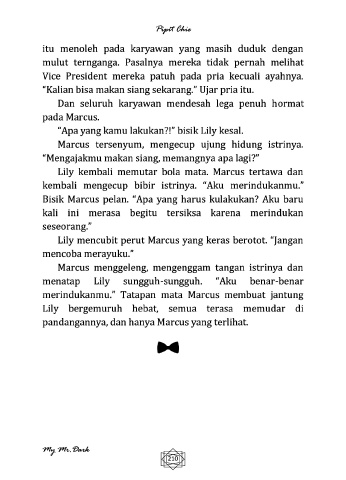 Pipit Chie
itu menoleh pada karyawan yang masih duduk dengan
mulut ternganga. Pasalnya mereka tidak pernah melihat
Vice President mereka patuh pada pria kecuali ayahnya.
“Kalian bisa makan siang sekarang.” Ujar pria itu.
Dan seluruh karyawan mendesah lega penuh hormat
pada Marcus.
“Apa yang kamu lakukan?!” bisik Lily kesal.
Marcus tersenyum, mengecup ujung hidung istrinya.
“Mengajakmu makan siang, memangnya apa lagi?”
Lily kembali memutar bola mata. Marcus tertawa dan
kembali mengecup bibir istrinya. “Aku merindukanmu.”
Bisik Marcus pelan. “Apa yang harus kulakukan? Aku baru
kali ini merasa begitu tersiksa karena merindukan
seseorang.”
Lily mencubit perut Marcus yang keras berotot. “Jangan
mencoba merayuku.”
Marcus menggeleng, mengenggam tangan istrinya dan
menatap Lily sungguh-sungguh. “Aku benar-benar
merindukanmu.” Tatapan mata Marcus membuat jantung
Lily bergemuruh hebat, semua terasa memudar di
pandangannya, dan hanya Marcus yang terlihat.
My Mr.Dark
210